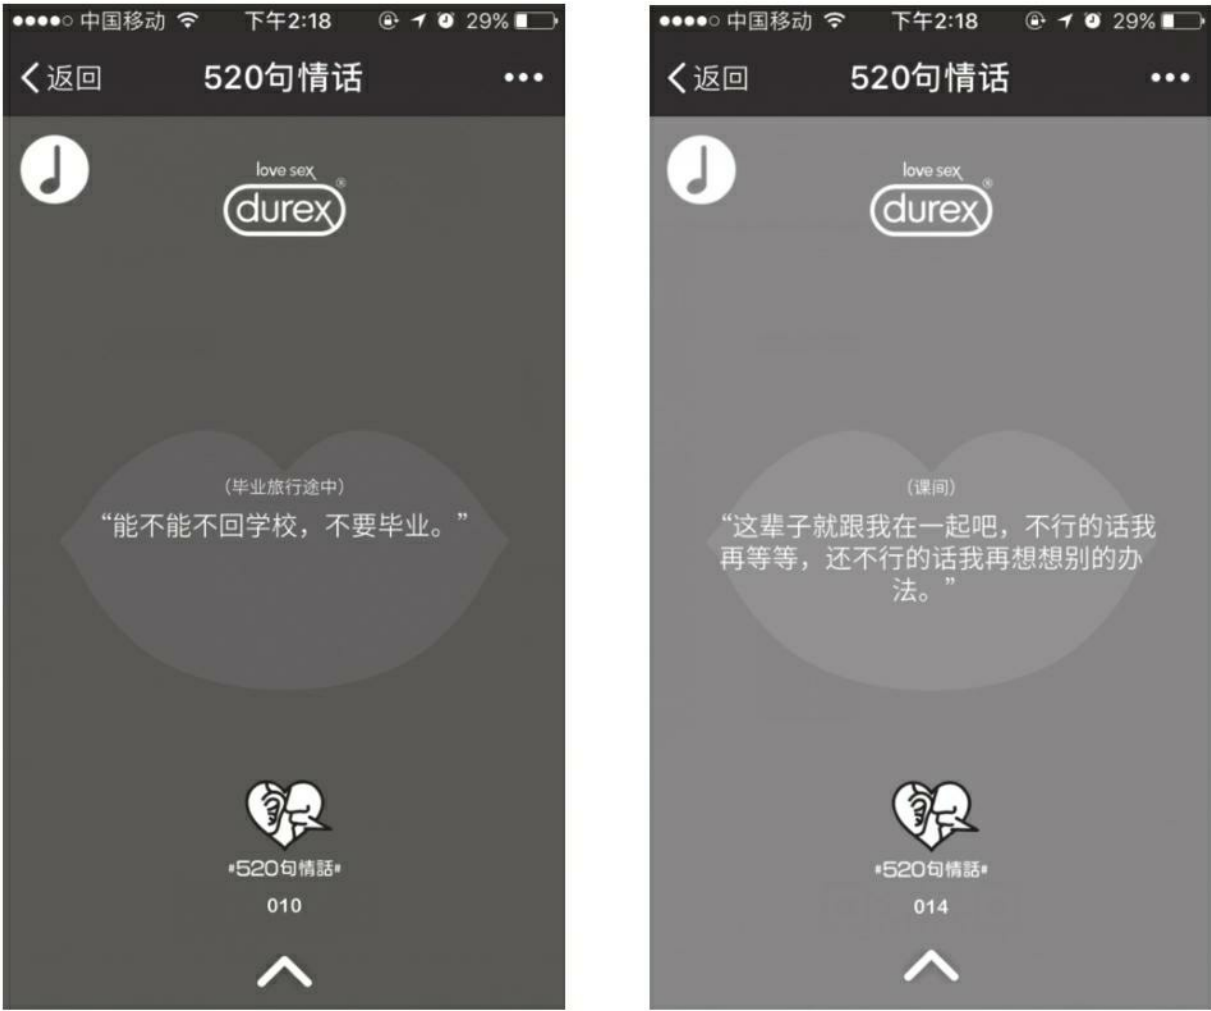 中国移动 下午2:18 29%
返回 520句情话
love sex
durex®
（毕业旅行途中）
“能不能不回学校，不要毕业。”
#520句情話#
010
中国移动 下午2:18 29%
返回 520句情话
love sex
durex®
（课间）
“这辈子就跟我在一起吧，不行的话我
再等等，还不行的话我再想想别的办
法。”
#520句情話#
014